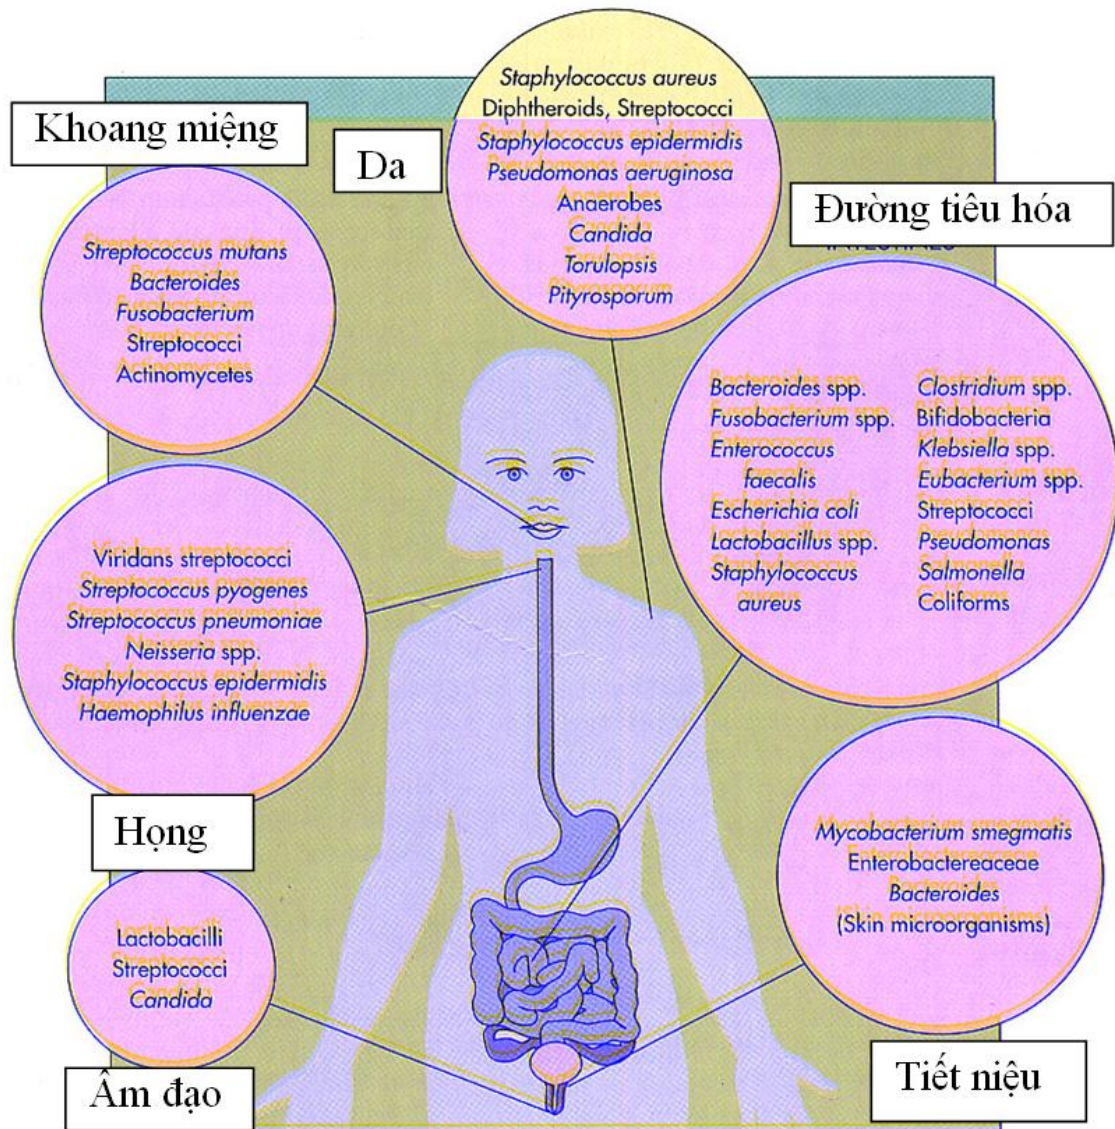 Khoang miệng
Streptococcus mutans
Bacteroides
Fusobacterium
Streptococci
Actinomycetes
Da
Staphylococcus aureus
Diphtheroids, Streptococci
Staphylococcus epidermidis
Pseudomonas aeruginosa
Anaerobes
Candida
Torulopsis
Pityrosporum
Đường tiêu hóa
Bacteroides spp.
Fusobacterium spp.
Enterococcus
faecalis
Escherichia coli
Lactobacillus spp.
Staphylococcus
aureus
Clostridium spp.
Bifidobacteria
Klebsiella spp.
Eubacterium spp.
Streptococci
Pseudomonas
Salmonella
Coliforms
Viridans streptococci
Streptococcus pyogenes
Streptococcus pneumoniae
Neisseria spp.
Staphylococcus epidermidis
Haemophilus influenzae
Họng
Mycobacterium smegmatis
Enterobactereaceae
Bacteroides
(Skin microorganisms)
Tiết niệu
Lactobacilli
Streptococci
Candida
Âm đạo